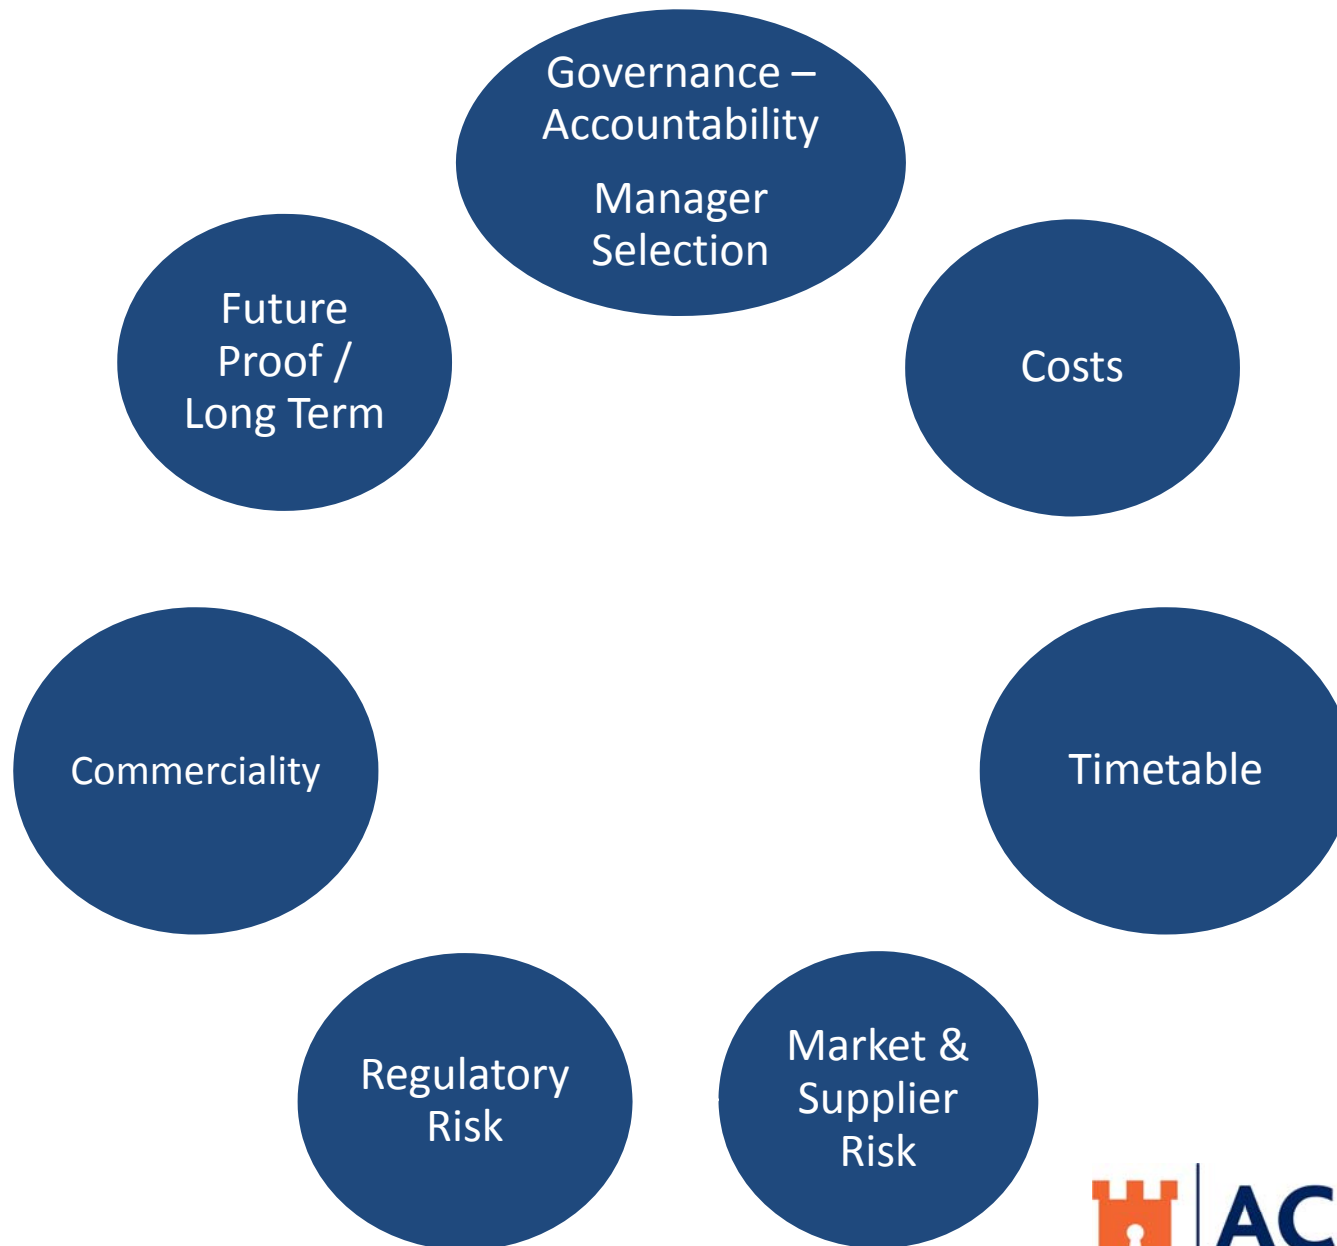 Governance –
Accountability
Manager
Selection
Costs
Timetable
Market &
Supplier
Risk
Regulatory
Risk
Commerciality
Future
Proof /
Long Term
AC